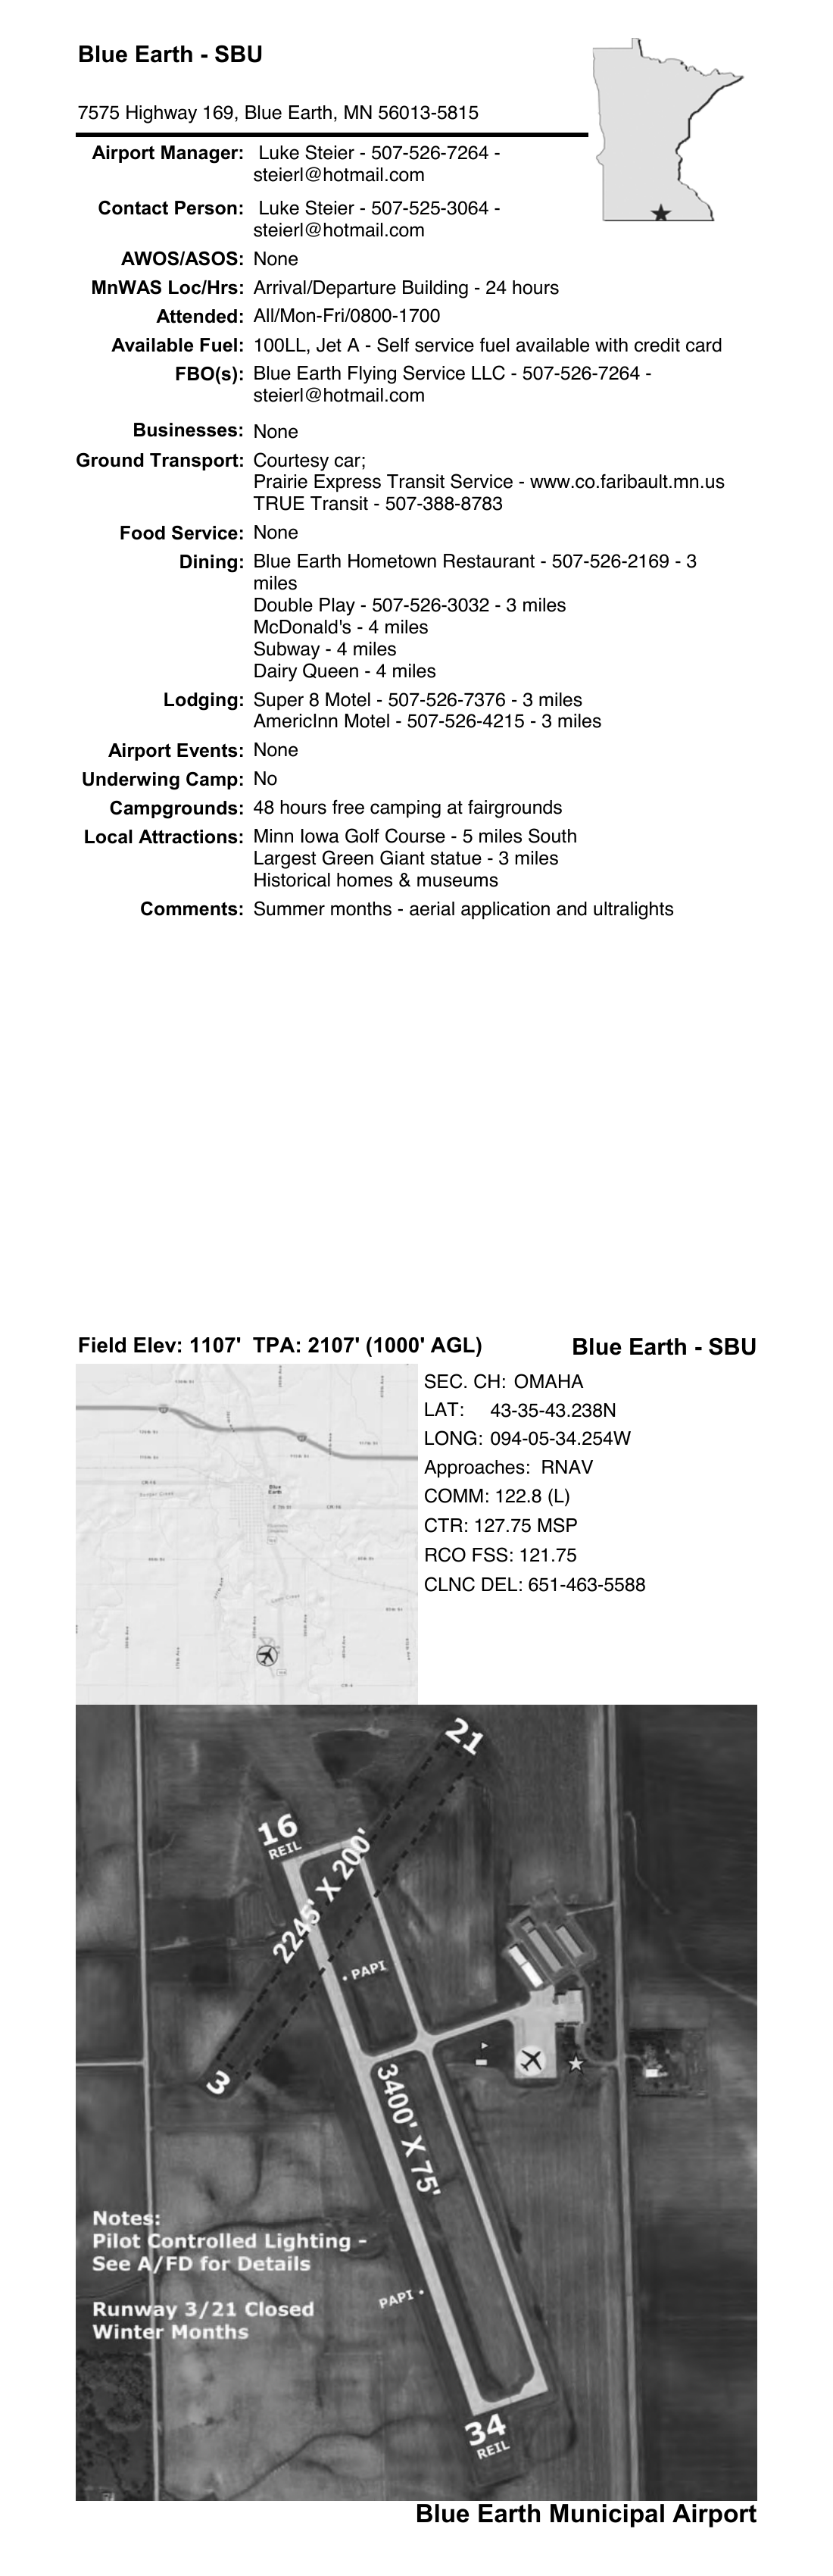 Blue Earth - SBU
7575 Highway 169, Blue Earth, MN 56013-5815
Airport Manager: Luke Steier - 507-526-7264 -
steierl@hotmail.com
Contact Person: Luke Steier - 507-525-3064 -
steierl@hotmail.com
AWOS/ASOS: None
MnWAS Loc/Hrs: Arrival/Departure Building - 24 hours
Attended: All/Mon-Fri/0800-1700
Available Fuel: 100LL, Jet A - Self service fuel available with credit card
FBO(s): Blue Earth Flying Service LLC - 507-526-7264 -
steierl@hotmail.com
Businesses: None
Ground Transport: Courtesy car;
Prairie Express Transit Service - www.co.faribault.mn.us
TRUE Transit - 507-388-8783
Food Service: None
Dining: Blue Earth Hometown Restaurant - 507-526-2169 - 3
miles
Double Play - 507-526-3032 - 3 miles
McDonald's - 4 miles
Subway - 4 miles
Dairy Queen - 4 miles
Lodging: Super 8 Motel - 507-526-7376 - 3 miles
AmericInn Motel - 507-526-4215 - 3 miles
Airport Events: None
Underwing Camp: No
Campgrounds: 48 hours free camping at fairgrounds
Local Attractions: Minn Iowa Golf Course - 5 miles South
Largest Green Giant statue - 3 miles
Historical homes & museums
Comments: Summer months - aerial application and ultralights
Field Elev: 1107' TPA: 2107' (1000' AGL)
Blue Earth - SBU
SEC. CH: OMAHA
LAT: 43-35-43.238N
LONG: 094-05-34.254W
Approaches: RNAV
COMM: 122.8 (L)
CTR: 127.75 MSP
RCO FSS: 121.75
CLNC DEL: 651-463-5588
Blue
Earth
21
16
REIL
2245' X 200'
PAPI
3
3400' X 75'
Notes:
Pilot Controlled Lighting -
See A/FD for Details
Runway 3/21 Closed
Winter Months
PAPI
34
REIL
Blue Earth Municipal Airport